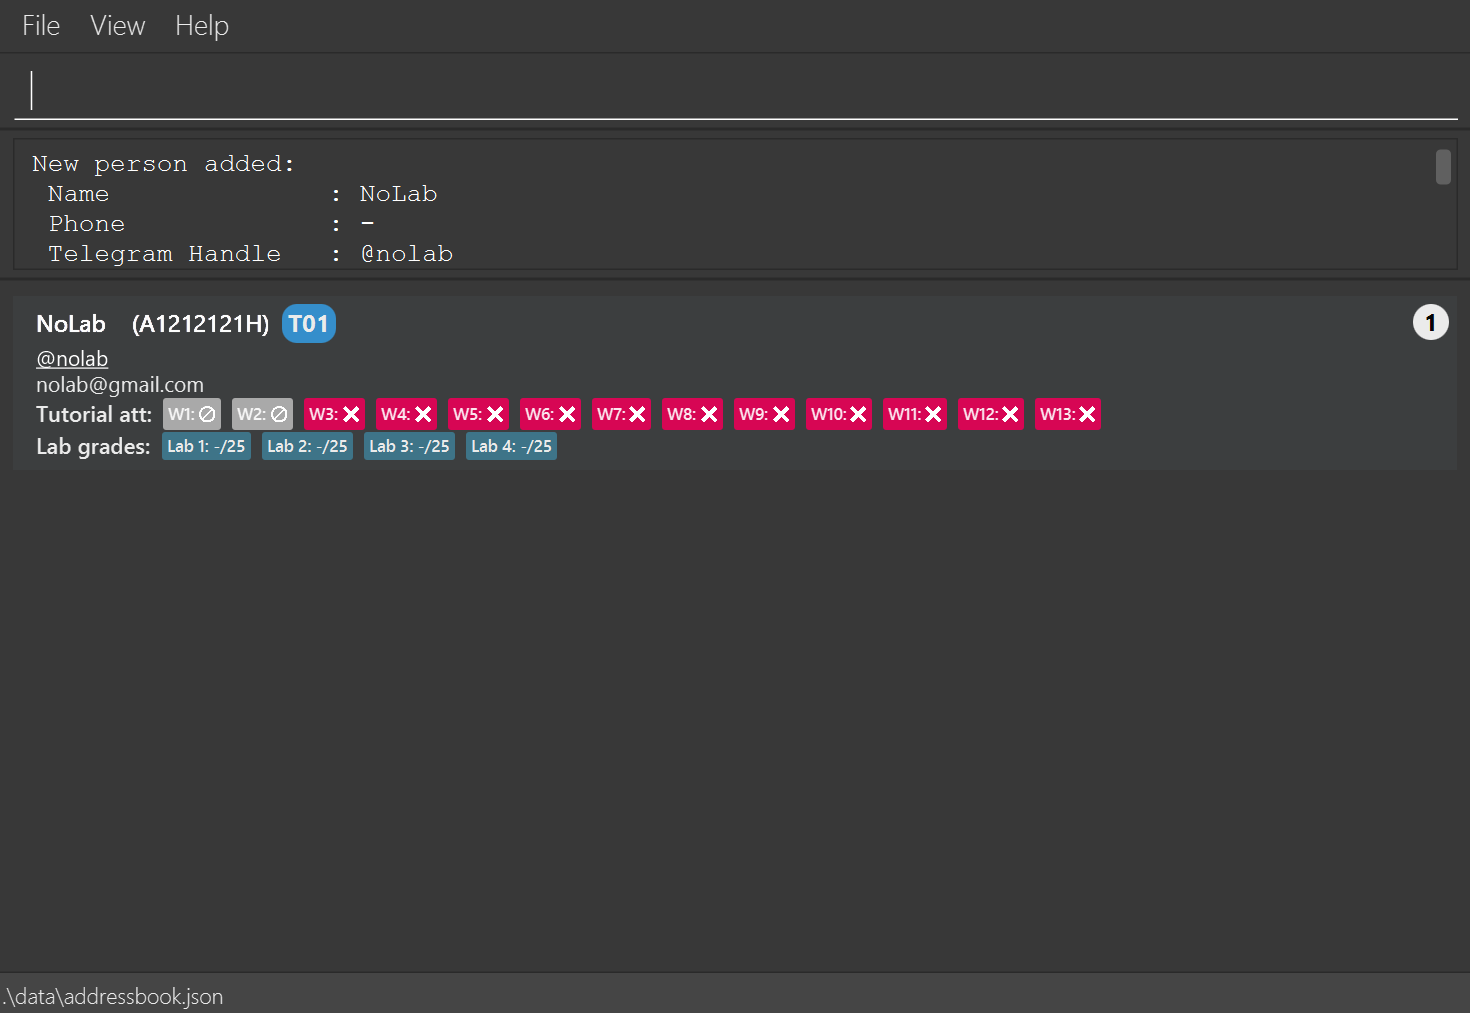 File View Help
New person added:
Name : NoLab
Phone : -
Telegram Handle : @nolab
NoLab (A1212121H) T01 1
@nolab
nolab@gmail.com
Tutorial att: W1: W2: W3: W4: W5: W6: W7: W8: W9: W10: W11: W12: W13:
Lab grades: Lab 1: -/25 Lab 2: -/25 Lab 3: -/25 Lab 4: -/25
.\data\addressbook.json